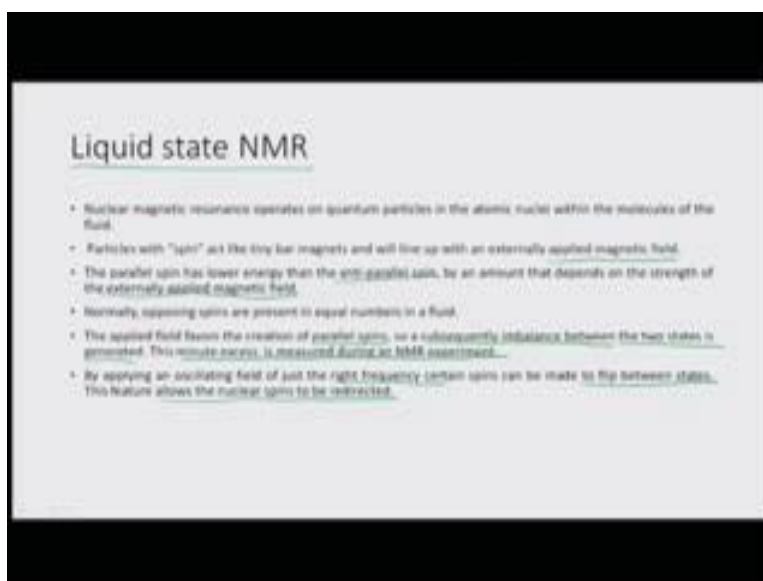 Liquid state NMR
• Nuclear magnetic resonance operates on quantum particles in the atomic nuclei within the molecules of the
fluid.
• Particles with "spin" act like tiny bar magnets and will line up with an externally applied magnetic field.
• The parallel spin has lower energy than the anti-parallel spin, by an amount that depends on the strength of
the externally applied magnetic field.
• Normally, opposing spins are present in equal numbers in a fluid.
• The applied field favors the creation of parallel spins, so a subsequently imbalance between the two states is
generated. This minute excess is measured during an NMR experiment.
• By applying an oscillating field of just the right frequency certain spins can be made to flip between states.
This feature allows the nuclear spins to be redirected.